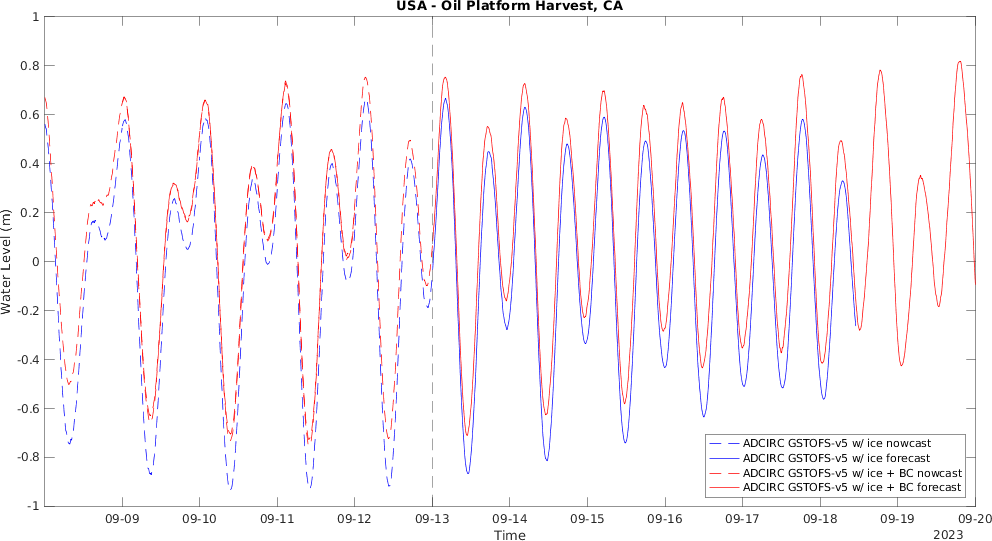 USA - Oil Platform Harvest, CA
1
0.8
0.6
0.4
0.2
0
-0.2
-0.4
-0.6
-0.8
-1
Water Level (m)
09-09 09-10 09-11 09-12 09-13 09-14 09-15 09-16 09-17 09-18 09-19 09-20
Time
2023
ADCIRC GSTOFS-v5 w/ ice nowcast
ADCIRC GSTOFS-v5 w/ ice forecast
ADCIRC GSTOFS-v5 w/ ice + BC nowcast
ADCIRC GSTOFS-v5 w/ ice + BC forecast